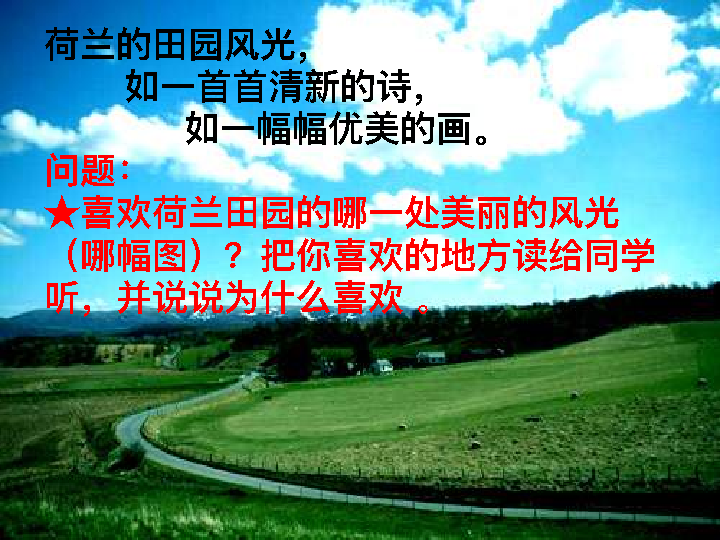 荷兰的田园风光，
如一首首清新的诗，
如一幅幅优美的画。
问题：
★喜欢荷兰田园的哪一处美丽的风光
（哪幅图）？把你喜欢的地方读给同学
听，并说说为什么喜欢 。